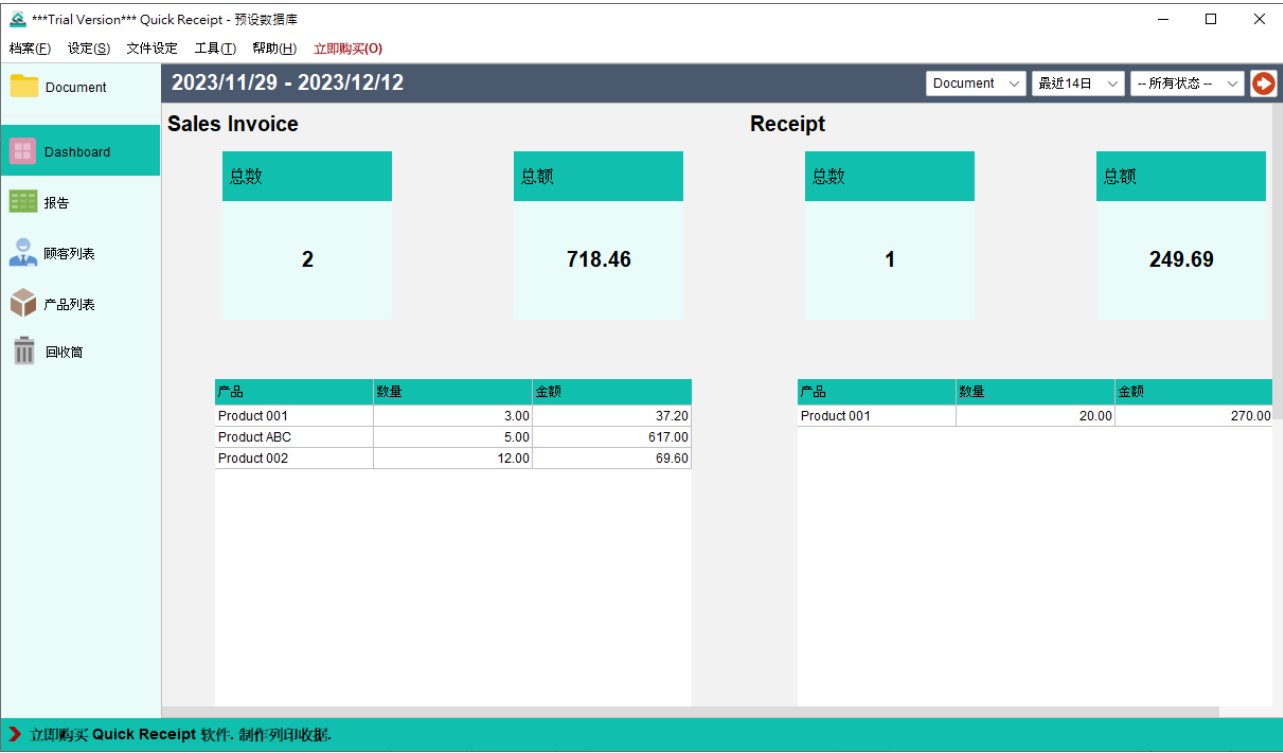 ***Trial Version*** Quick Receipt - 预设数据库
档案(F) 设定(S) 文件设定 工具(T) 帮助(H) 立即购买(O)
Document
2023/11/29 - 2023/12/12
Document 最近14日 -- 所有状态 --
Sales Invoice
Receipt
Dashboard
报告
顾客列表
产品列表
回收筒
总数 总额 总数 总额
2 718.46 1 249.69
产品 数量 金额
Product 001 3.00 37.20
Product ABC 5.00 617.00
Product 002 12.00 69.60
产品 数量 金额
Product 001 20.00 270.00
立即购买 Quick Receipt 软件. 制作列印收据.